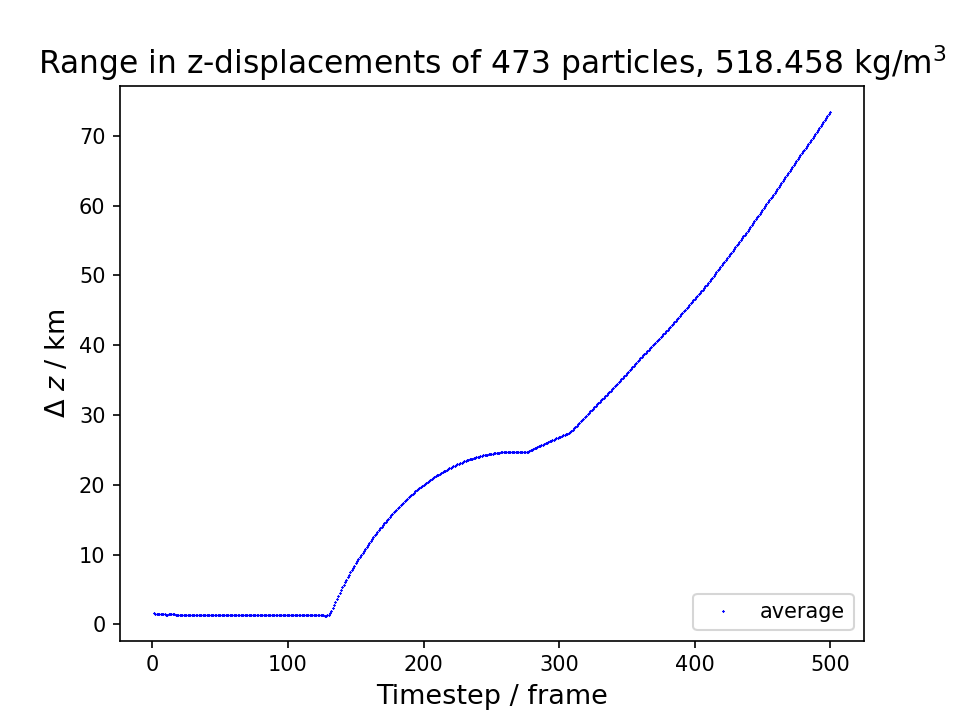 Range in z-displacements of 473 particles, 518.458 kg/m³
70
60
50
40
30
20
10
0
Δ z / km
average
0 100 200 300 400 500
Timestep / frame